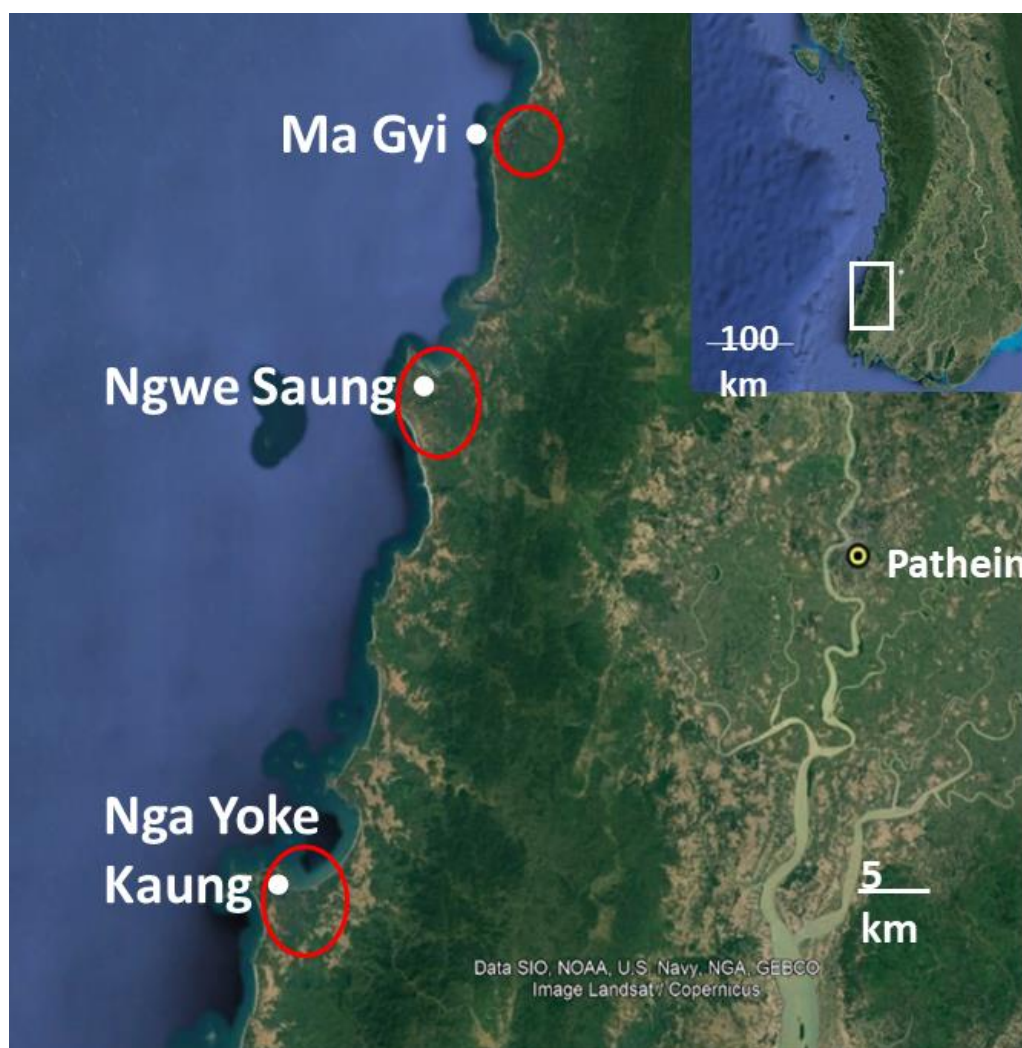 Ma Gyi
100
km
Ngwe Saung
Pathein
Nga Yoke
Kaung
5
km
Data SIO, NOAA, U.S. Navy, NGA, GEBCO
Image Landsat / Copernicus